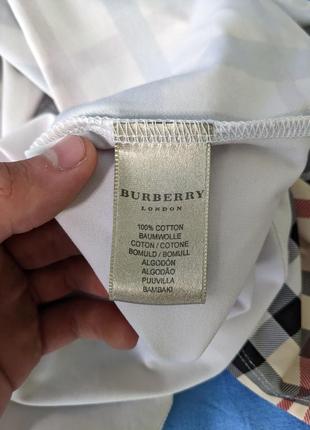 BURBERRY
LONDON
100% COTTON
BAUMWOLLE
COTON / COTONE
BOMULD / BOMULL
ALGODÓN
ALGODÃO
PUUVILLA
BAMBAKI